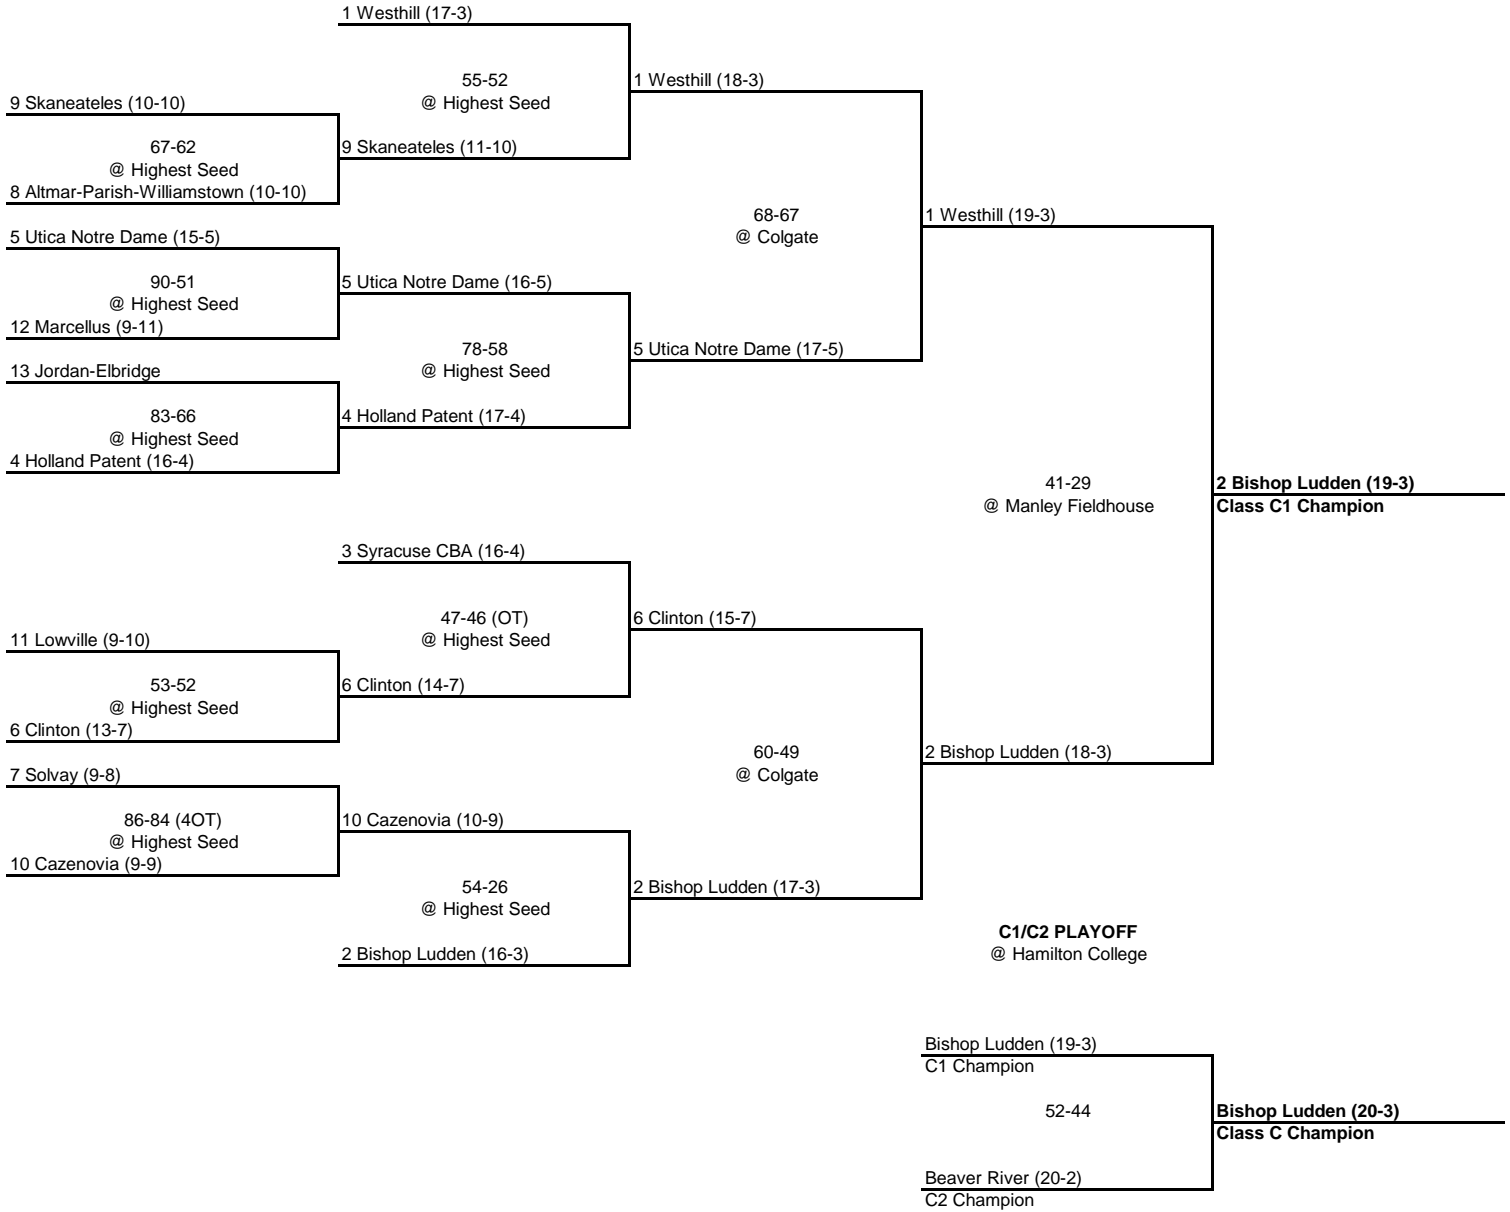 1 Westhill (17-3)
55-52
@ Highest Seed
1 Westhill (18-3)
9 Skaneateles (10-10)
67-62
@ Highest Seed
9 Skaneateles (11-10)
8 Altmar-Parish-Williamstown (10-10)
68-67
@ Colgate
1 Westhill (19-3)
5 Utica Notre Dame (15-5)
90-51
@ Highest Seed
5 Utica Notre Dame (16-5)
12 Marcellus (9-11)
78-58
@ Highest Seed
5 Utica Notre Dame (17-5)
13 Jordan-Elbridge
83-66
@ Highest Seed
4 Holland Patent (17-4)
4 Holland Patent (16-4)
41-29
@ Manley Fieldhouse
2 Bishop Ludden (19-3)
Class C1 Champion
3 Syracuse CBA (16-4)
47-46 (OT)
@ Highest Seed
6 Clinton (15-7)
11 Lowville (9-10)
53-52
@ Highest Seed
6 Clinton (14-7)
6 Clinton (13-7)
60-49
@ Colgate
2 Bishop Ludden (18-3)
7 Solvay (9-8)
86-84 (4OT)
@ Highest Seed
10 Cazenovia (10-9)
10 Cazenovia (9-9)
54-26
@ Highest Seed
2 Bishop Ludden (17-3)
2 Bishop Ludden (16-3)
C1/C2 PLAYOFF
@ Hamilton College
Bishop Ludden (19-3)
C1 Champion
52-44
Bishop Ludden (20-3)
Class C Champion
Beaver River (20-2)
C2 Champion